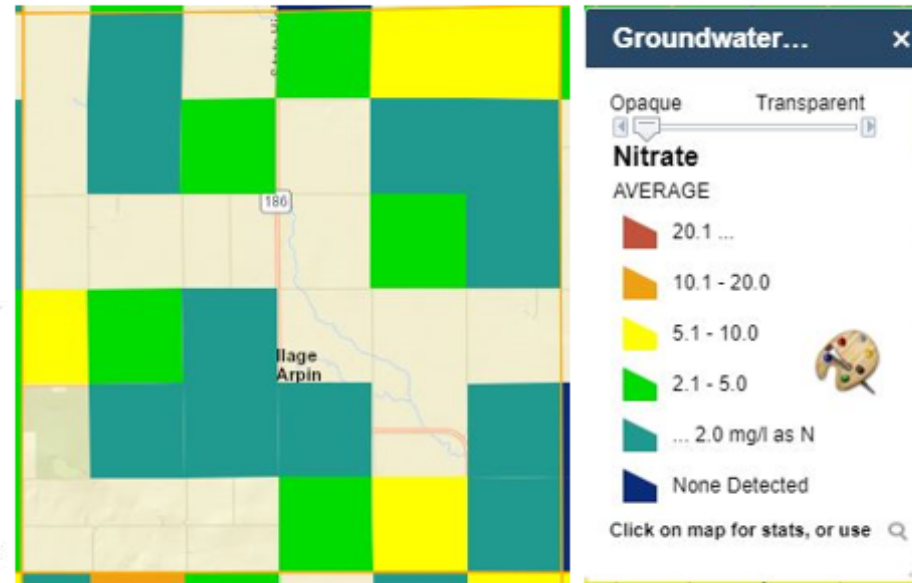 186
llage
Arpin
Groundwater... ×
Opaque Transparent
Nitrate
AVERAGE
20.1 ...
10.1 - 20.0
5.1 - 10.0
2.1 - 5.0
... 2.0 mg/l as N
None Detected
Click on map for stats, or use